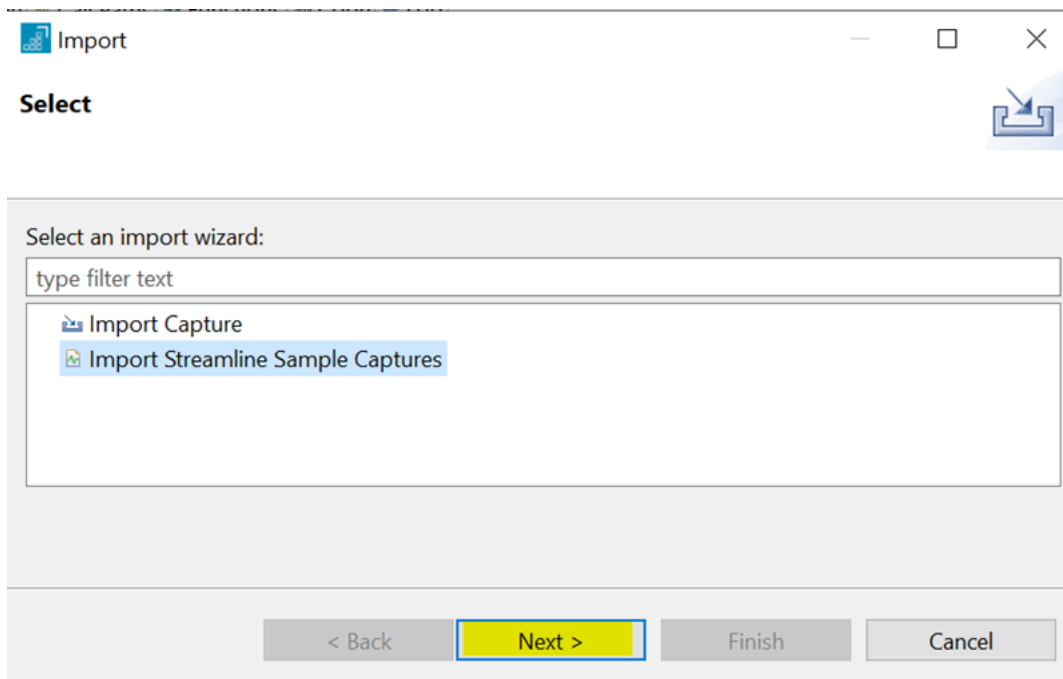 Import
Select
Select an import wizard:
type filter text
Import Capture
Import Streamline Sample Captures
< Back Next > Finish Cancel